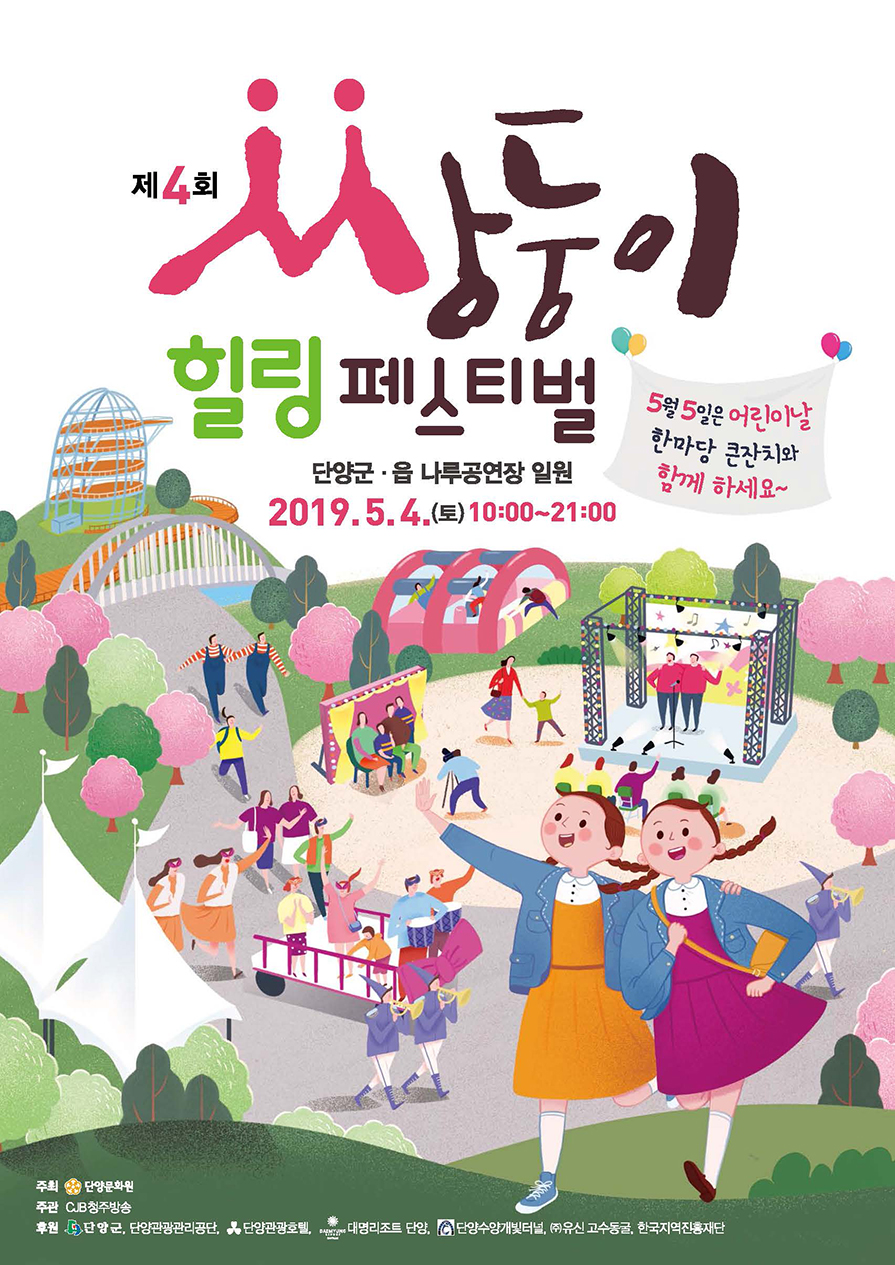 제4회
쌍둥이
힐링 페스티벌
단양군·읍 나루공연장 일원
2019. 5. 4.(토) 10:00~21:00
5월 5일은 어린이날
한마당 큰잔치와
함께 하세요~
주최 단양문화원
주관 CJB청주방송
후원 단양군, 단양관광관리공단, 단양관광호텔, DAEMYUNG 대명리조트 단양, 단양수양개빛터널, (주)유신 고수동굴, 한국지역진흥재단